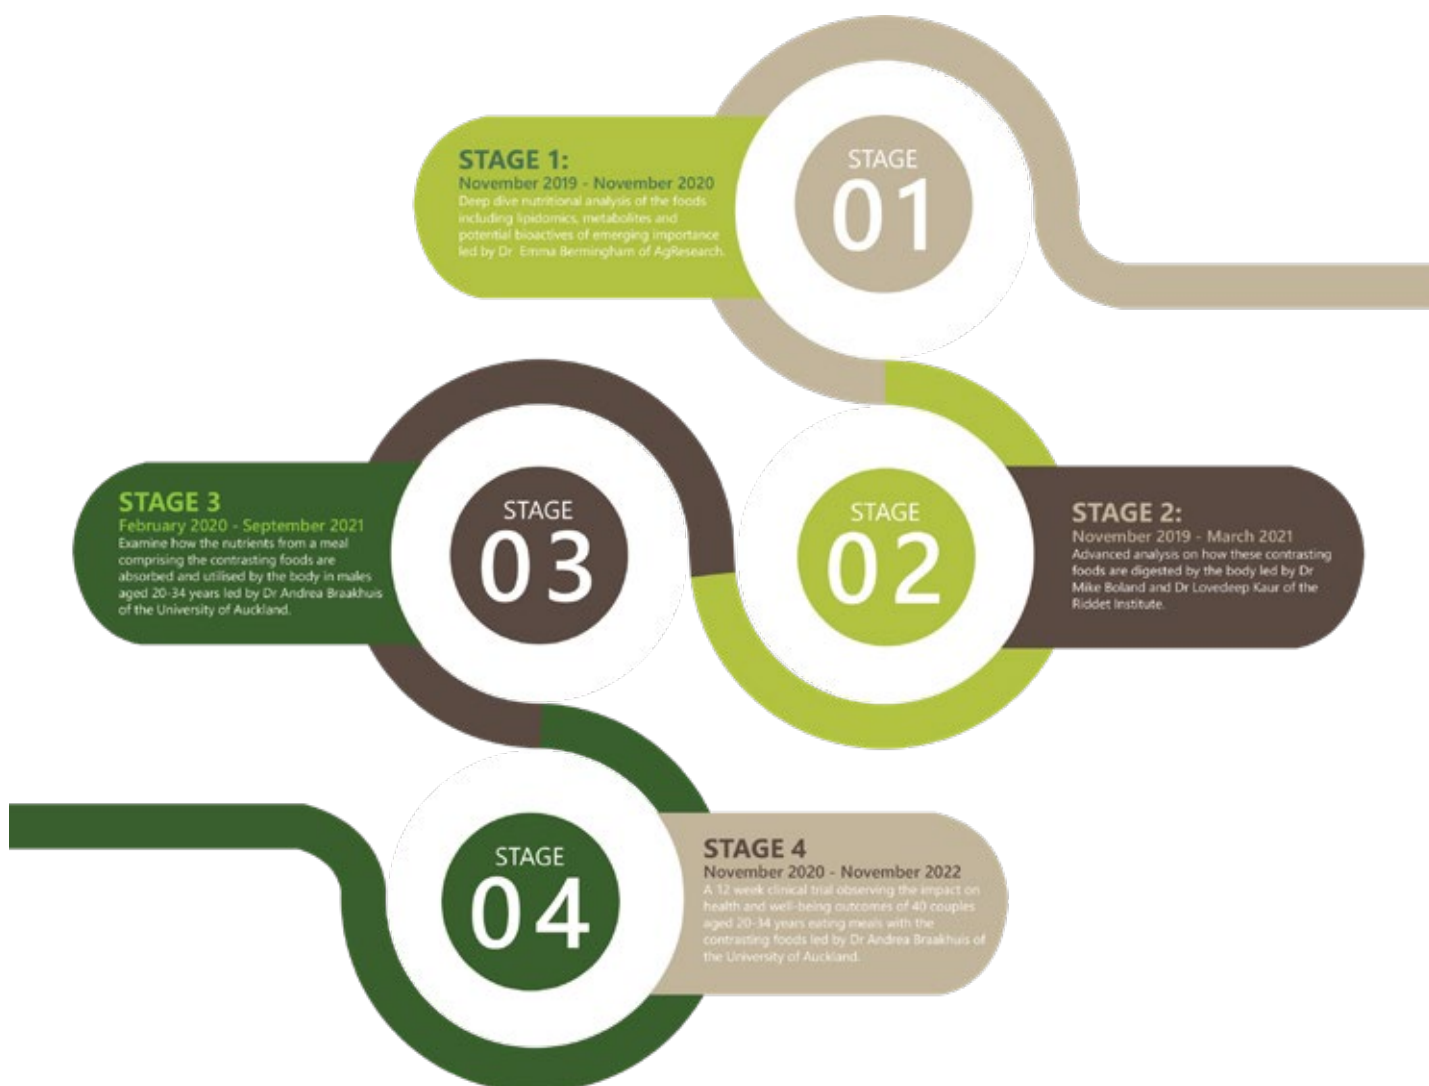 STAGE 1:
November 2019 - November 2020
Deep dive nutritional analysis of the foods
including lipidomics, metabolites and
potential bioactives of emerging importance
led by Dr Emma Bermingham of AgResearch.
STAGE
01
STAGE
02
STAGE 2:
November 2019 - March 2021
Advanced analysis on how these contrasting
foods are digested by the body led by Dr
Mike Boland and Dr Lovedeep Kaur of the
Riddet Institute.
STAGE 3
February 2020 - September 2021
Examine how the nutrients from a meal
comprising the contrasting foods are
absorbed and utilised by the body in males
aged 20-34 years led by Dr Andrea Braakhuis
of the University of Auckland.
STAGE
03
STAGE
04
STAGE 4
November 2020 - November 2022
A 12 week clinical trial observing the impact on
health and well-being outcomes of 40 couples
aged 20-34 years eating meals with the
contrasting foods led by Dr Andrea Braakhuis of
the University of Auckland.